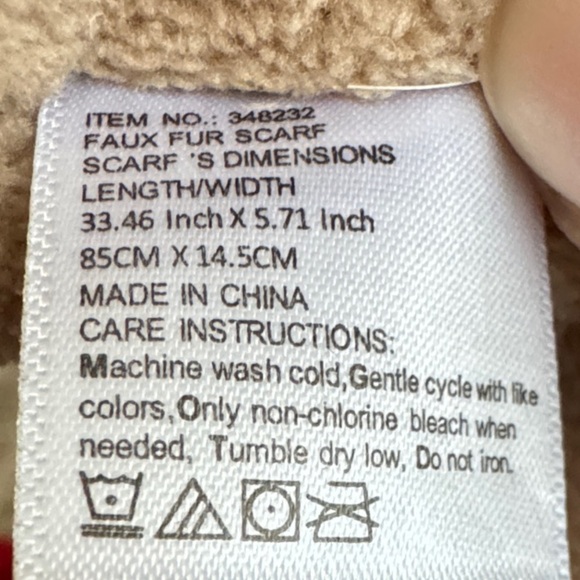 ITEM NO.: 348232
FAUX FUR SCARF
SCARF 'S DIMENSIONS
LENGTH/WIDTH
33.46 Inch X 5.71 Inch
85CM X 14.5CM
MADE IN CHINA
CARE INSTRUCTIONS:
Machine wash cold,Gentle cycle with like
colors,Only non-chlorine bleach when
needed, Tumble dry low, Do not iron.